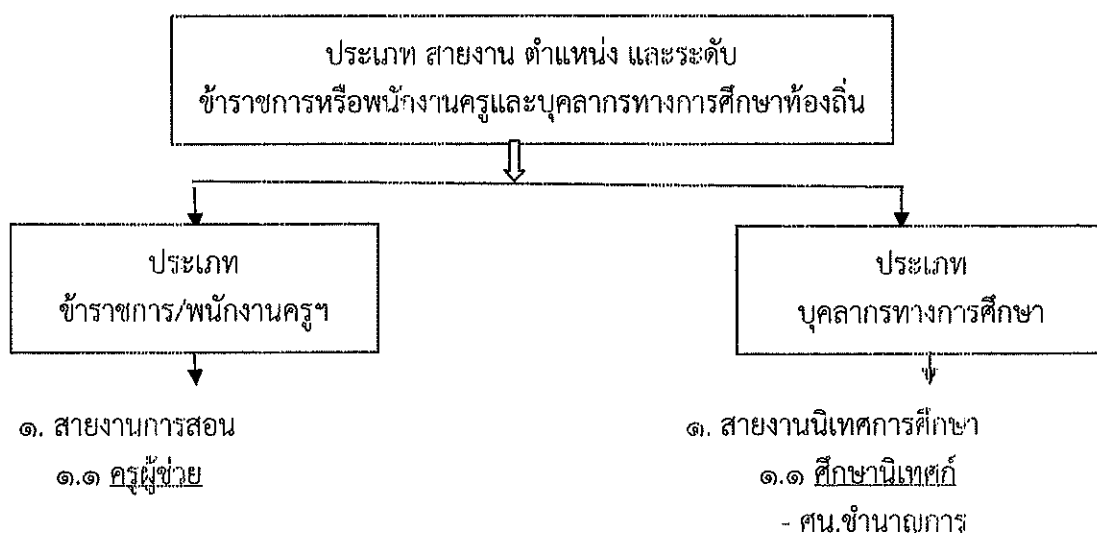 ประเภท สายงาน ตำแหน่ง และระดับ
ข้าราชการหรือพนักงานครูและบุคลากรทางการศึกษาท้องถิ่น
ประเภท
ข้าราชการ/พนักงานครูฯ
๑. สายงานการสอน
๑.๑ ครูผู้ช่วย
ประเภท
บุคลากรทางการศึกษา
๑. สายงานนิเทศการศึกษา
๑.๑ ศึกษานิเทศก์
- ศน.ชำนาญการ